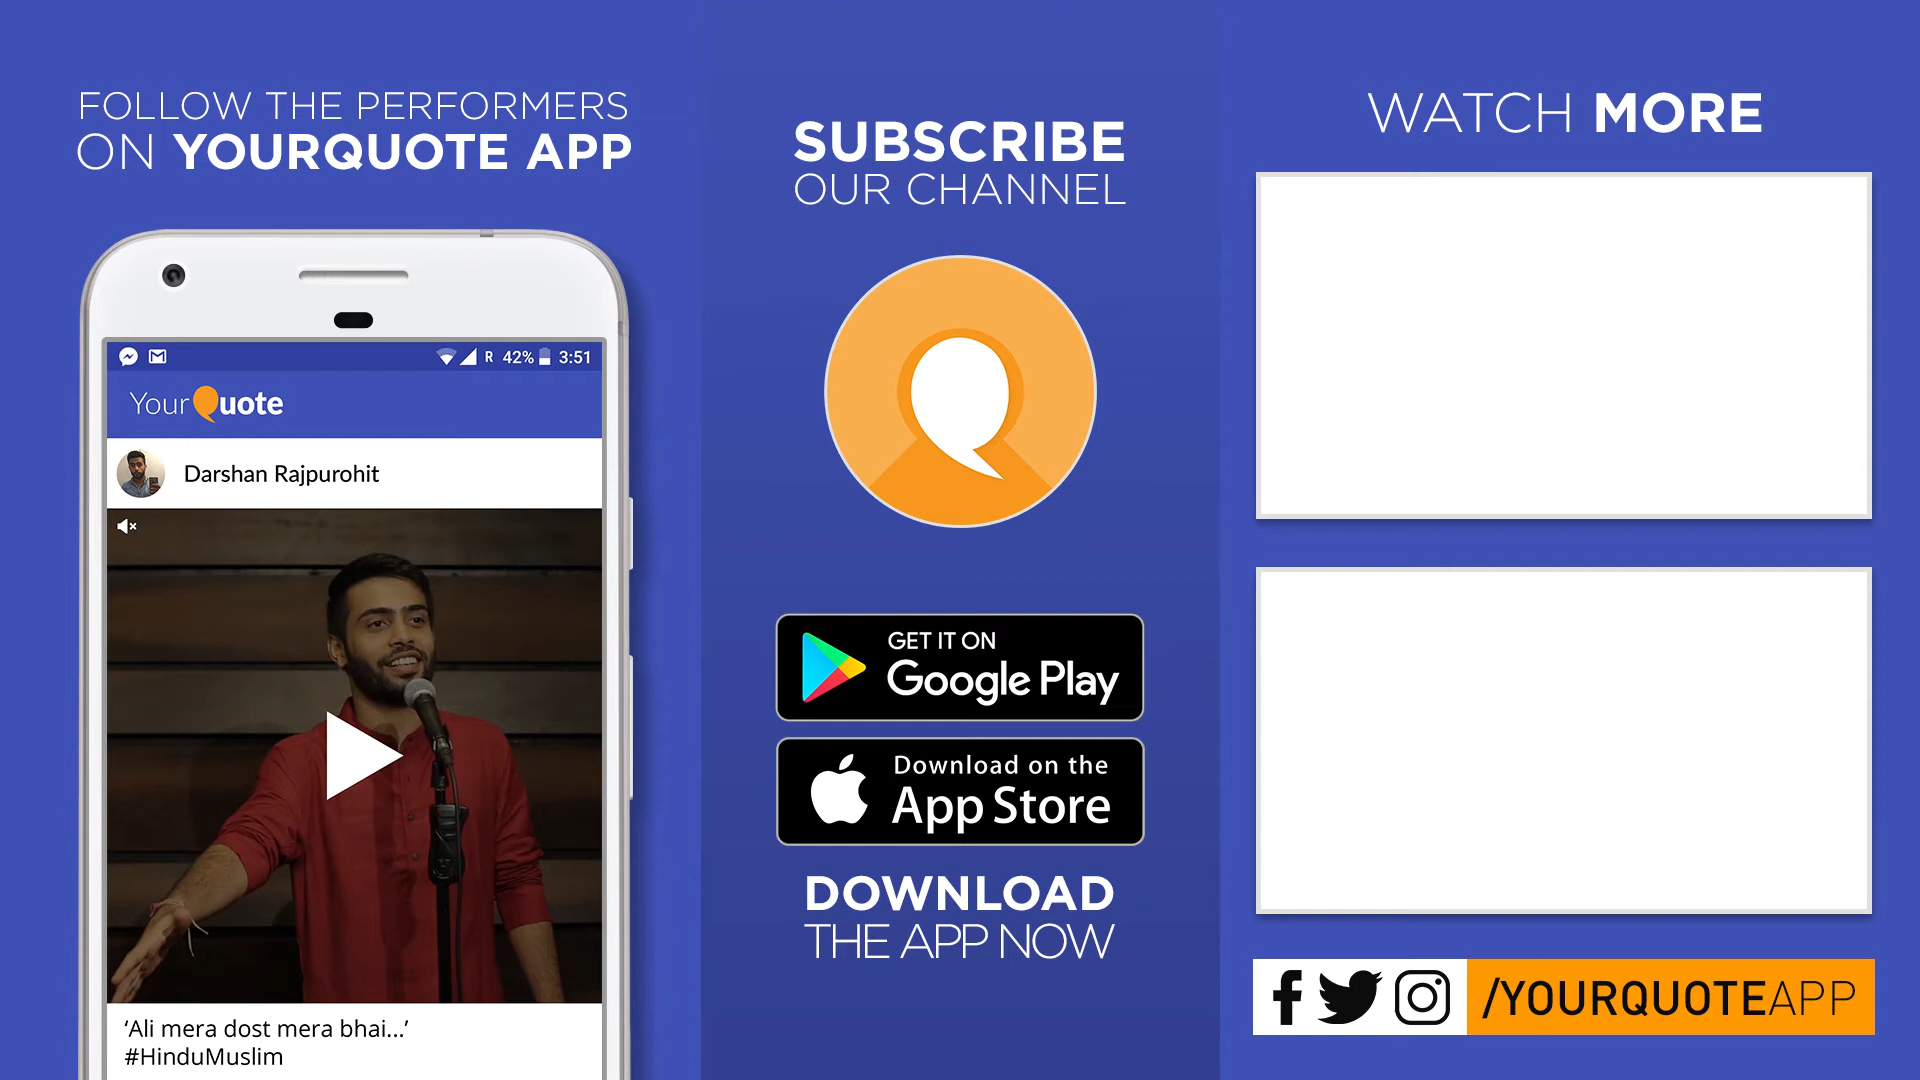 FOLLOW THE PERFORMERS
ON YOURQUOTE APP
R 42% 3:51
YourQuote
Darshan Rajpurohit
‘Ali mera dost mera bhai...’
#HinduMuslim
SUBSCRIBE
OUR CHANNEL
GET IT ON
Google Play
Download on the
App Store
DOWNLOAD
THE APP NOW
WATCH MORE
/YOURQUOTEAPP